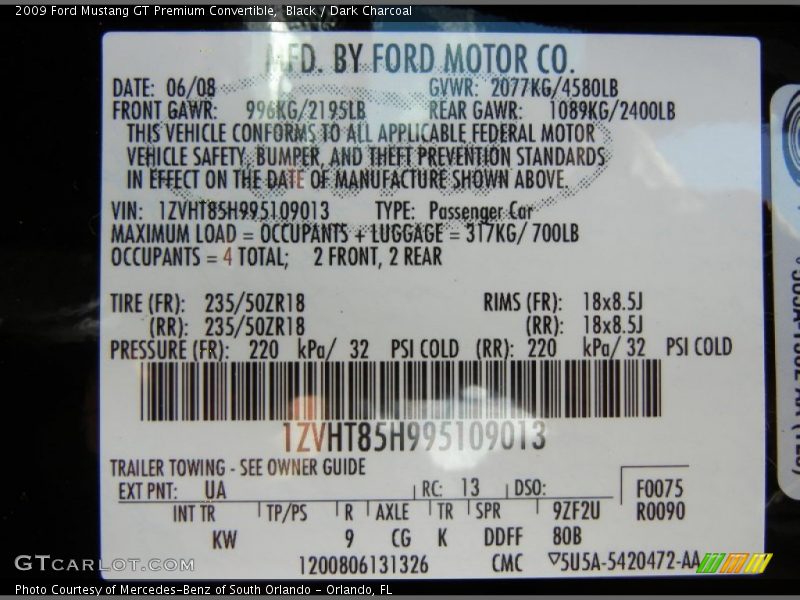 2009 Ford Mustang GT Premium Convertible, Black / Dark Charcoal
MFD. BY FORD MOTOR CO.
DATE: 06/08 GVWR: 2077KG/4580LB
FRONT GAWR: 996KG/2195LB REAR GAWR: 1089KG/2400LB
THIS VEHICLE CONFORMS TO ALL APPLICABLE FEDERAL MOTOR
VEHICLE SAFETY, BUMPER, AND THEFT PREVENTION STANDARDS
IN EFFECT ON THE DATE OF MANUFACTURE SHOWN ABOVE.
VIN: 1ZVHT85H995109013 TYPE: Passenger Car
MAXIMUM LOAD = OCCUPANTS + LUGGAGE = 317KG/ 700LB
OCCUPANTS = 4 TOTAL; 2 FRONT, 2 REAR
TIRE (FR): 235/50ZR18 RIMS (FR): 18x8.5J
(RR): 235/50ZR18 (RR): 18x8.5J
PRESSURE (FR): 220 kPa/ 32 PSI COLD (RR): 220 kPa/ 32 PSI COLD
1ZVHT85H995109013
TRAILER TOWING - SEE OWNER GUIDE
EXT PNT: UA RC: 13 DSO: F0075
INT TR TP/PS R AXLE TR SPR 9ZF2U R0090
KW 9 CG K DDFF 80B
1200806131326 CMC ▽5U5A-5420472-AA
GTCARLOT.COM
Photo Courtesy of Mercedes-Benz of South Orlando - Orlando, FL